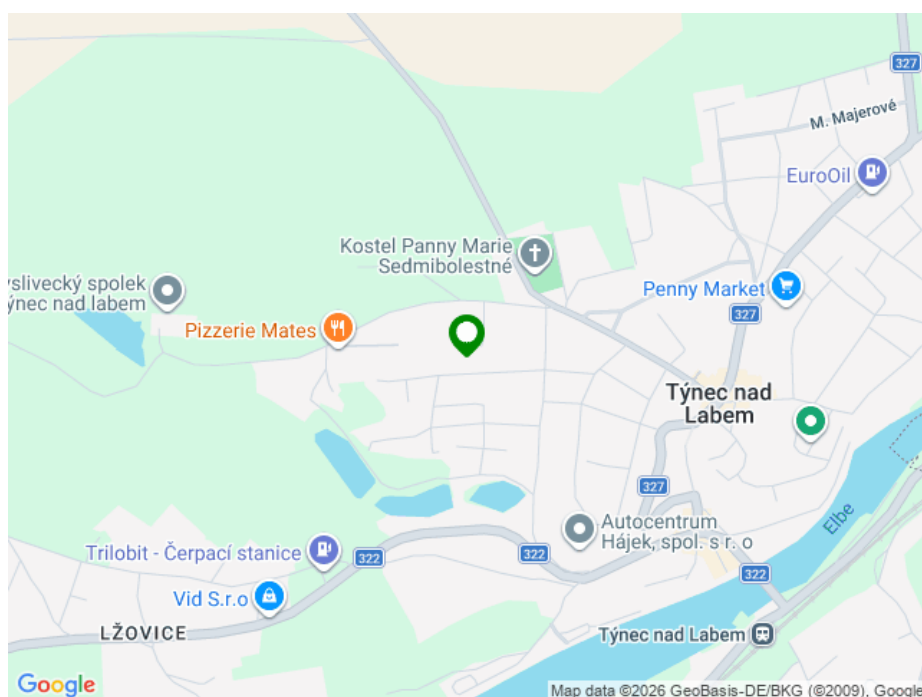 327
M. Majerové
EuroOil
Kostel Panny Marie
Sedmibolestné
yslivecký spolek
ýnec nad labem
Penny Market
327
Pizzerie Mates
Týnec nad
Labem
327
Elbe
Autocentrum
Hájek, spol. s r. o
Trilobit - Čerpací stanice
322
322
322
Vid S.r.o
LŽOVICE
Týnec nad Labem
Google
Map data ©2026 GeoBasis-DE/BKG (©2009), Google